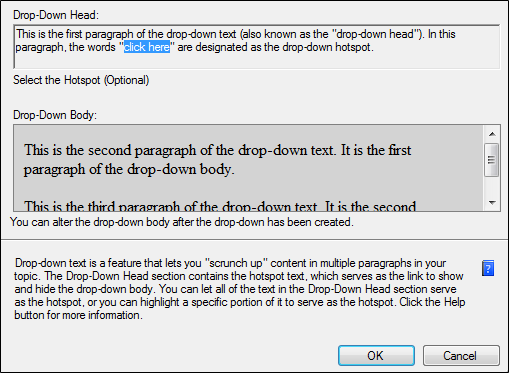 Drop-Down Head:
This is the first paragraph of the drop-down text (also known as the "drop-down head"). In this
paragraph, the words "click here" are designated as the drop-down hotspot.
Select the Hotspot (Optional)
Drop-Down Body:
This is the second paragraph of the drop-down text. It is the first
paragraph of the drop-down body.
This is the third paragraph of the drop-down text. It is the second
You can alter the drop-down body after the drop-down has been created.
Drop-down text is a feature that lets you "scrunch up" content in multiple paragraphs in your
topic. The Drop-Down Head section contains the hotspot text, which serves as the link to show
and hide the drop-down body. You can let all of the text in the Drop-Down Head section serve
as the hotspot, or you can highlight a specific portion of it to serve as the hotspot. Click the Help
button for more information.
?
OK
Cancel